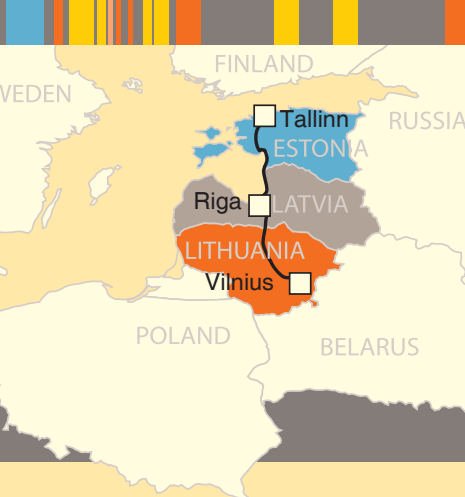 FINLAND
WEDEN
Tallinn
RUSSIA
ESTONIA
Riga
LATVIA
LITHUANIA
Vilnius
POLAND
BELARUS